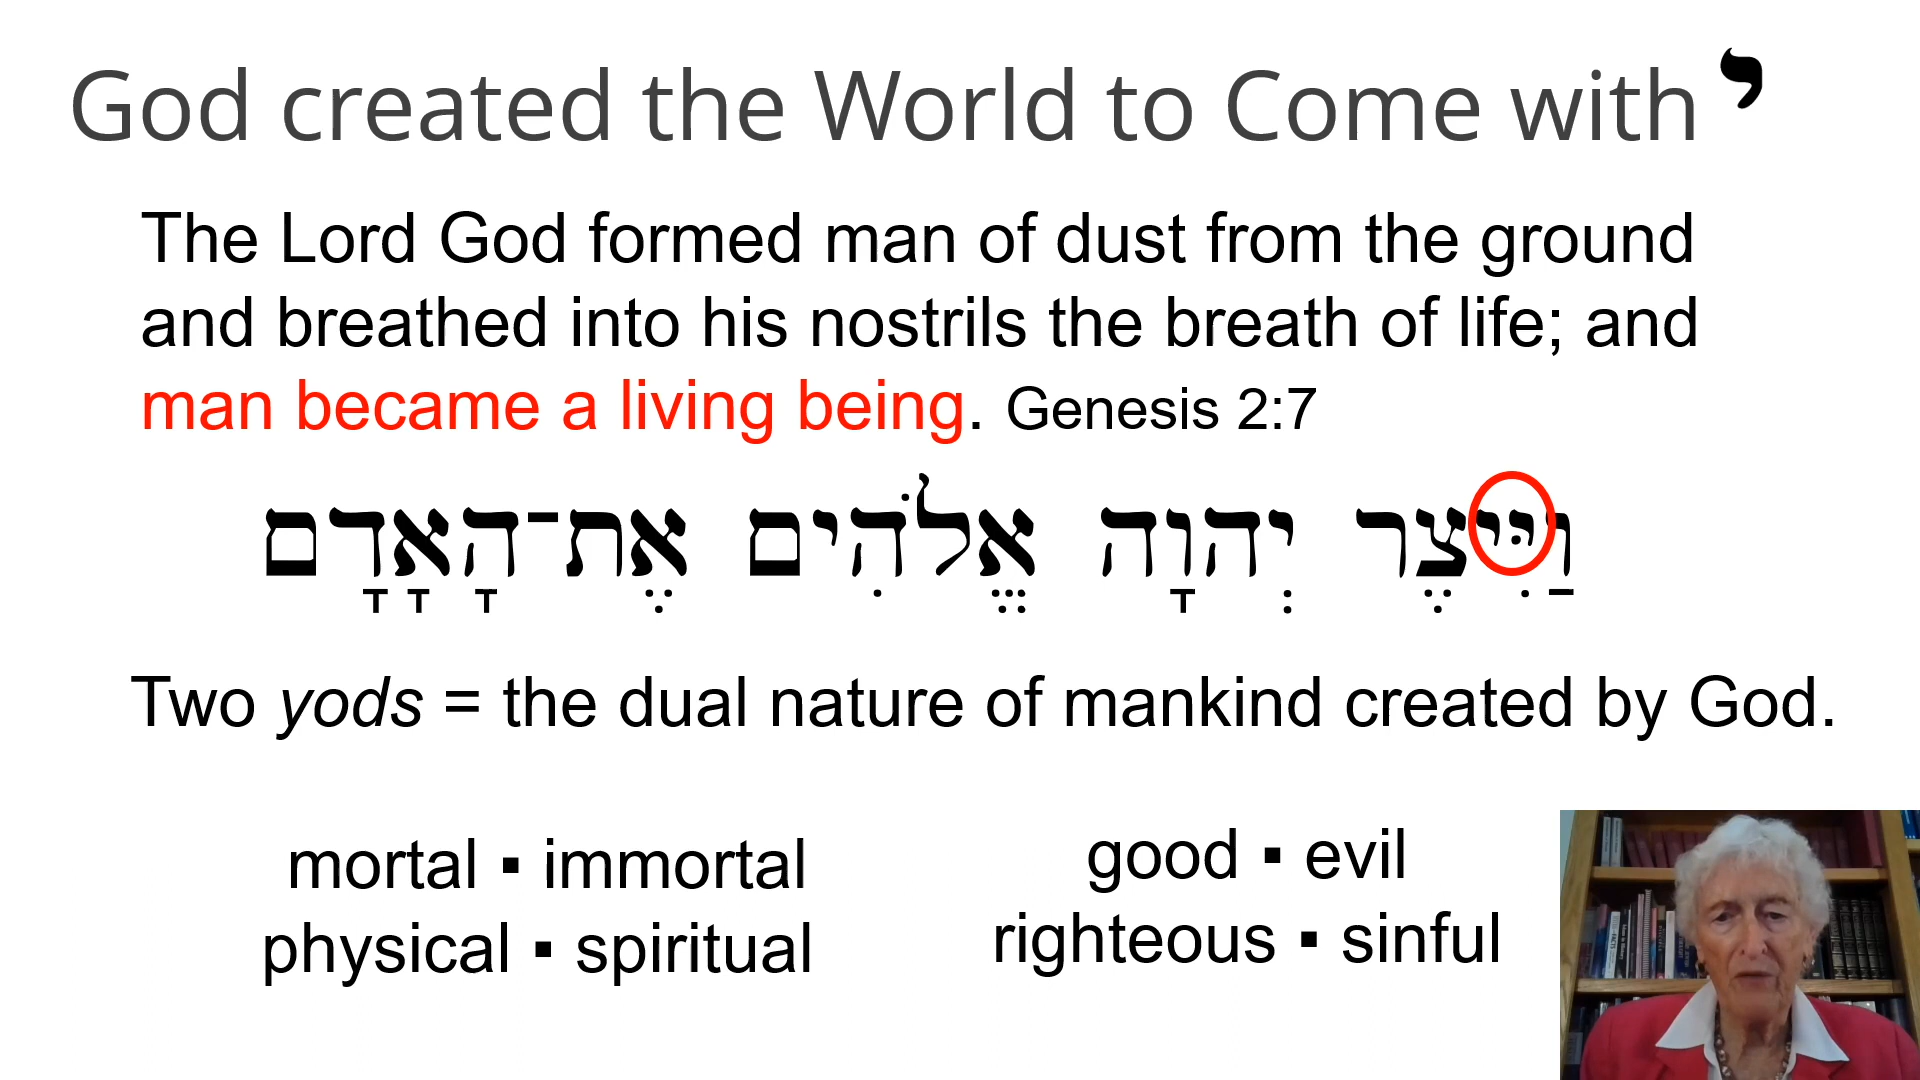 God created the World to Come with י
The Lord God formed man of dust from the ground
and breathed into his nostrils the breath of life; and
man became a living being. Genesis 2:7
וַיִּיצֶר יְהוָה אֱלֹהִים אֶת־הָאָדָם
Two yods = the dual nature of mankind created by God.
mortal ▪ immortal
physical ▪ spiritual
good ▪ evil
righteous ▪ sinful